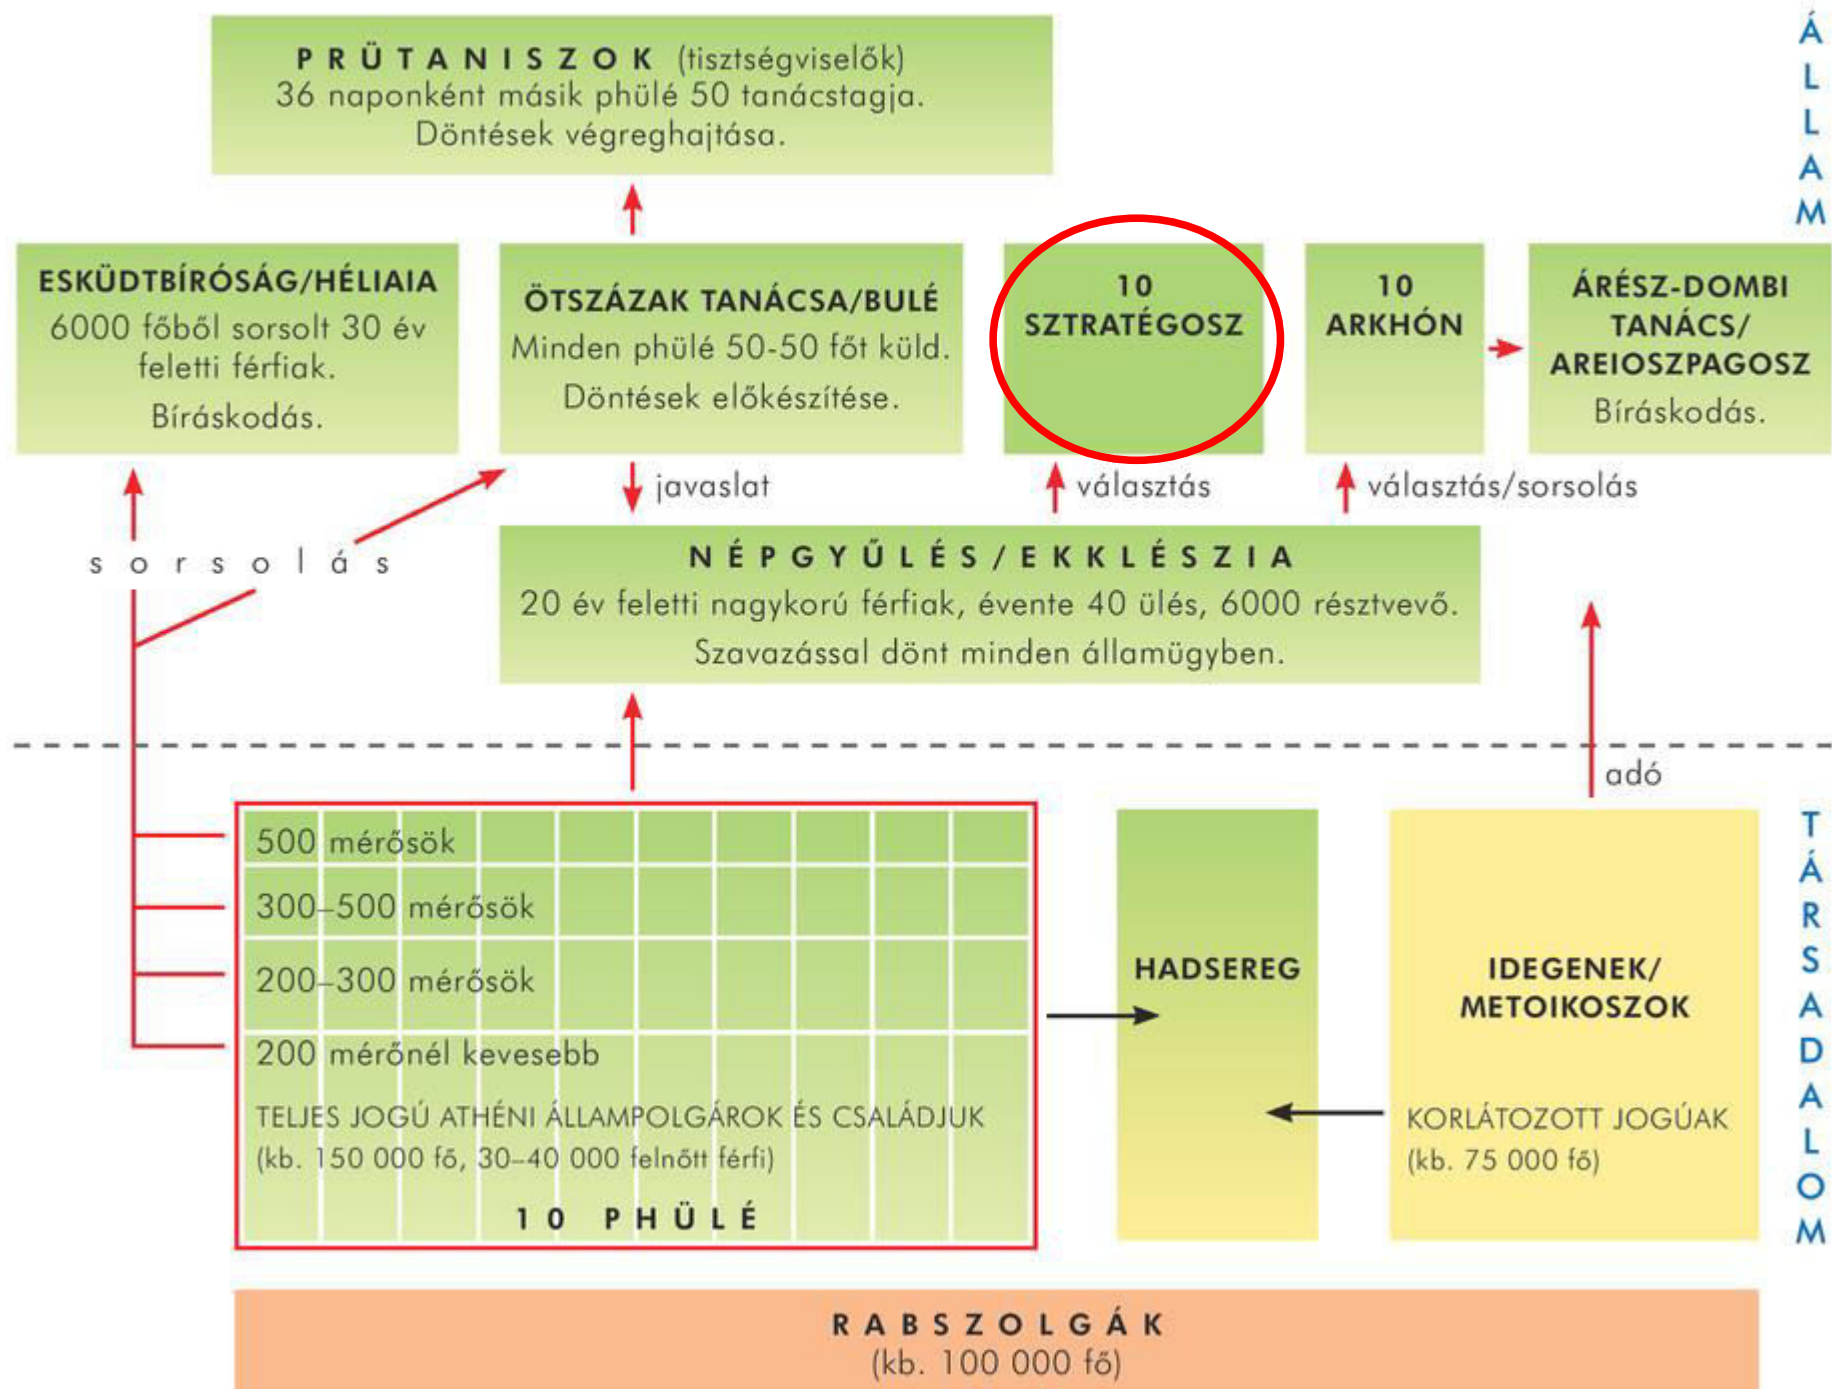 PRÜTANISZOK (tisztségviselők)
36 naponként másik phülé 50 tanácstagja.
Döntések végreghajtása.
ÁLLAM
ESKÜDTBÍRÓSÁG/HÉLIAIA
6000 főből sorsolt 30 év
feletti férfiak.
Bíráskodás.
ÖTSZÁZAK TANÁCSA/BULÉ
Minden phülé 50-50 főt küld.
Döntések előkészítése.
10
SZTRATÉGOSZ
10
ARKHÓN
ÁRÉSZ-DOMBI
TANÁCS/
AREIOSZPAGOSZ
Bíráskodás.
javaslat
választás
választás/sorsolás
sorsolás
NÉPGYŰLÉS/EKKLÉSZIA
20 év feletti nagykorú férfiak, évente 40 ülés, 6000 résztvevő.
Szavazással dönt minden államügyben.
adó
500 mérősök
300–500 mérősök
200–300 mérősök
200 mérőnél kevesebb
TELJES JOGÚ ATHÉNI ÁLLAMPOLGÁROK ÉS CSALÁDJUK
(kb. 150 000 fő, 30–40 000 felnőtt férfi)
10 PHÜLÉ
HADSEREG
IDEGENEK/
METOIKOSZOK
KORLÁTOZOTT JOGÚAK
(kb. 75 000 fő)
TÁRSADALOM
RABSZOLGÁK
(kb. 100 000 fő)